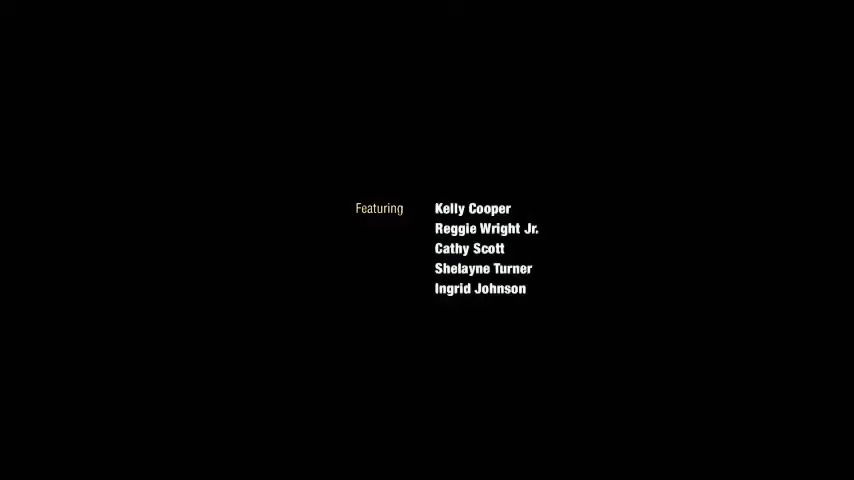 Featuring Kelly Cooper
Reggie Wright Jr.
Cathy Scott
Shelayne Turner
Ingrid Johnson